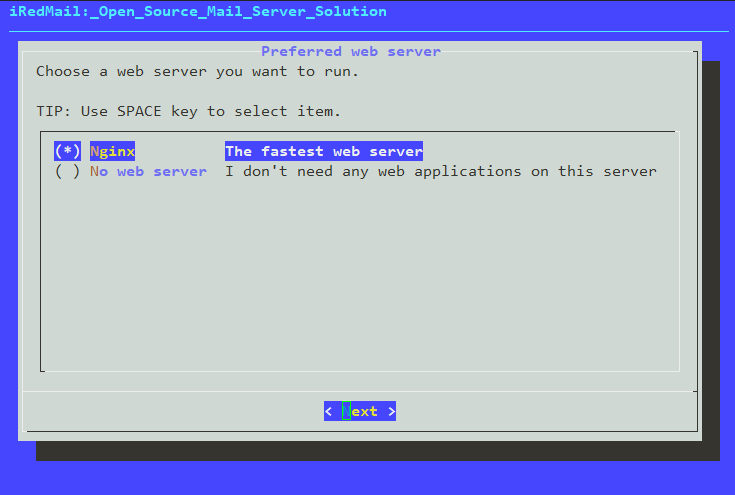 iRedMail:_Open_Source_Mail_Server_Solution
Preferred web server
Choose a web server you want to run.
TIP: Use SPACE key to select item.
(*) Nginx The fastest web server
( ) No web server I don't need any web applications on this server
< Next >